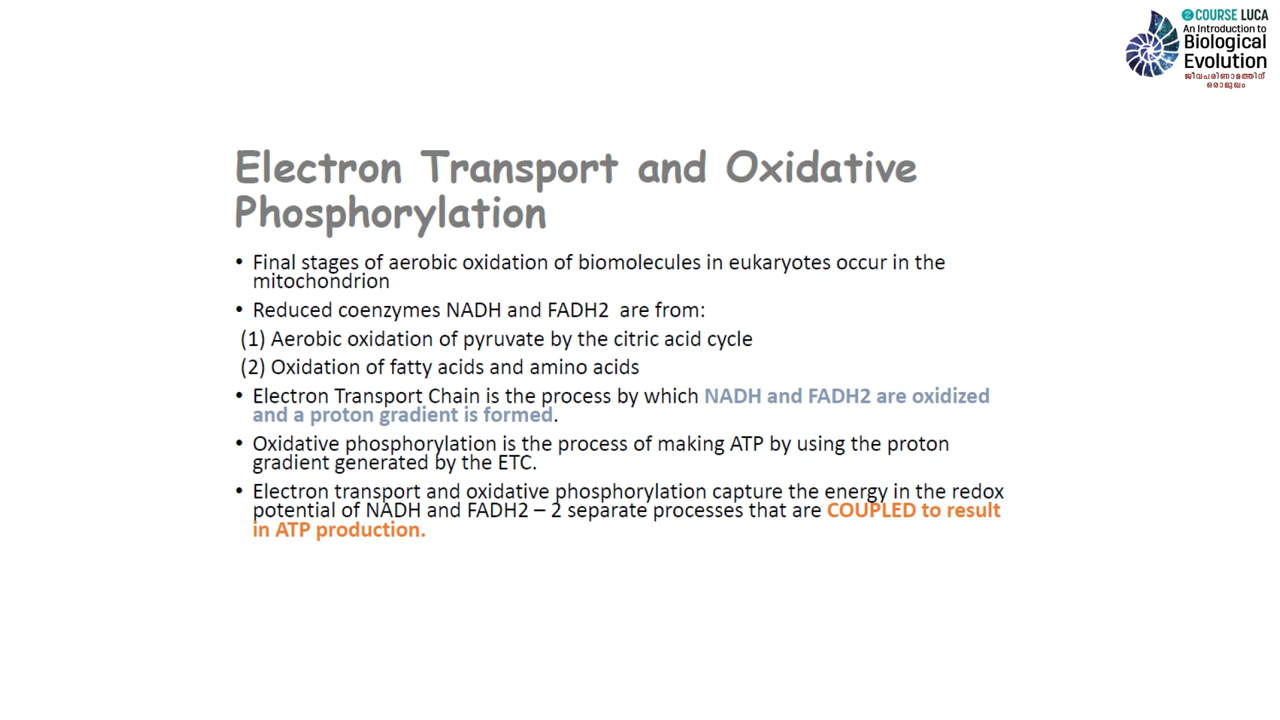 COURSE LUCA
An Introduction to
Biological
Evolution
ജീവപരിണാമത്തിന്
ഒരാമുഖം
Electron Transport and Oxidative
Phosphorylation
• Final stages of aerobic oxidation of biomolecules in eukaryotes occur in the
mitochondrion
• Reduced coenzymes NADH and FADH2 are from:
(1) Aerobic oxidation of pyruvate by the citric acid cycle
(2) Oxidation of fatty acids and amino acids
• Electron Transport Chain is the process by which NADH and FADH2 are oxidized
and a proton gradient is formed.
• Oxidative phosphorylation is the process of making ATP by using the proton
gradient generated by the ETC.
• Electron transport and oxidative phosphorylation capture the energy in the redox
potential of NADH and FADH2 – 2 separate processes that are COUPLED to result
in ATP production.